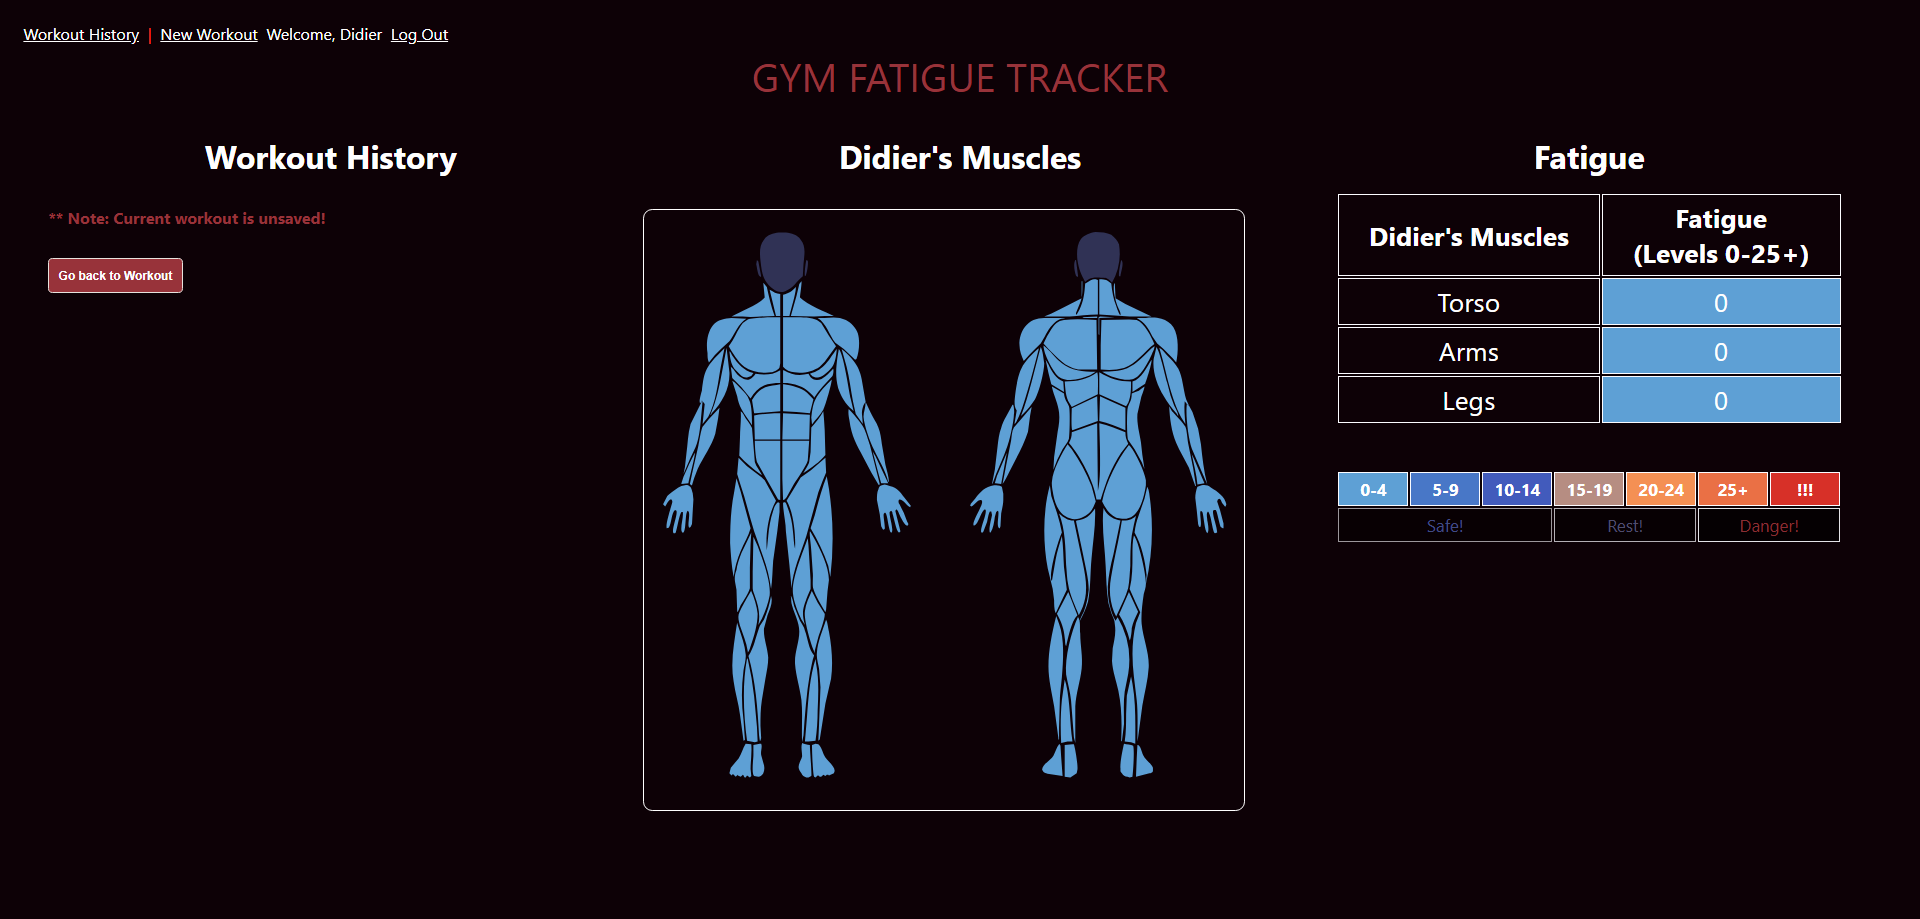 Workout History | New Workout Welcome, Didier Log Out
GYM FATIGUE TRACKER
Workout History
** Note: Current workout is unsaved!
Go back to Workout
Didier's Muscles
Fatigue
Didier's Muscles
Fatigue
(Levels 0-25+)
Torso 0
Arms 0
Legs 0
0-4 5-9 10-14 15-19 20-24 25+ !!!
Safe! Rest! Danger!